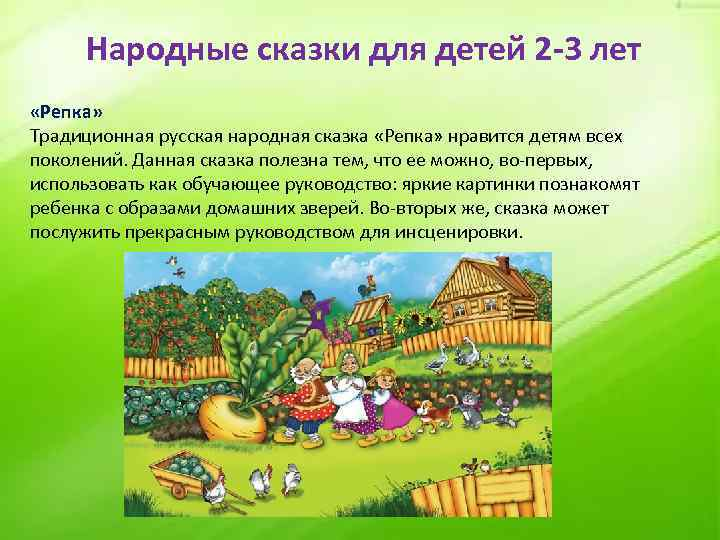 Народные сказки для детей 2-3 лет
«Репка»
Традиционная русская народная сказка «Репка» нравится детям всех
поколений. Данная сказка полезна тем, что ее можно, во-первых,
использовать как обучающее руководство: яркие картинки познакомят
ребенка с образами домашних зверей. Во-вторых же, сказка может
послужить прекрасным руководством для инсценировки.